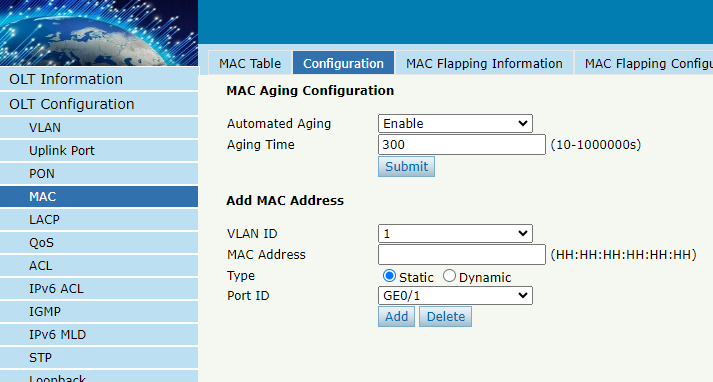 MAC Table Configuration MAC Flapping Information MAC Flapping Configu
OLT Information
OLT Configuration
VLAN
Uplink Port
PON
MAC
LACP
QoS
ACL
IPv6 ACL
IGMP
IPv6 MLD
STP
Loopback
MAC Aging Configuration
Automated Aging Enable
Aging Time 300 (10-1000000s)
Submit
Add MAC Address
VLAN ID 1
MAC Address (HH:HH:HH:HH:HH:HH)
Type Static Dynamic
Port ID GE0/1
Add Delete